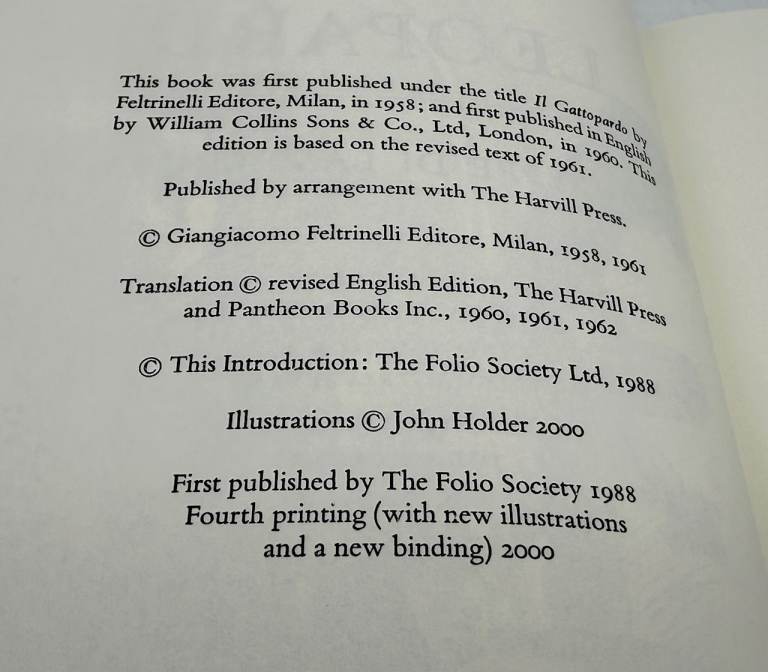 This book was first published under the title Il Gattopardo by
Feltrinelli Editore, Milan, in 1958; and first published in English
by William Collins Sons & Co., Ltd, London, in 1960. This
edition is based on the revised text of 1961.
Published by arrangement with The Harvill Press.
© Giangiacomo Feltrinelli Editore, Milan, 1958, 1961
Translation © revised English Edition, The Harvill Press
and Pantheon Books Inc., 1960, 1961, 1962
© This Introduction: The Folio Society Ltd, 1988
Illustrations © John Holder 2000
First published by The Folio Society 1988
Fourth printing (with new illustrations
and a new binding) 2000